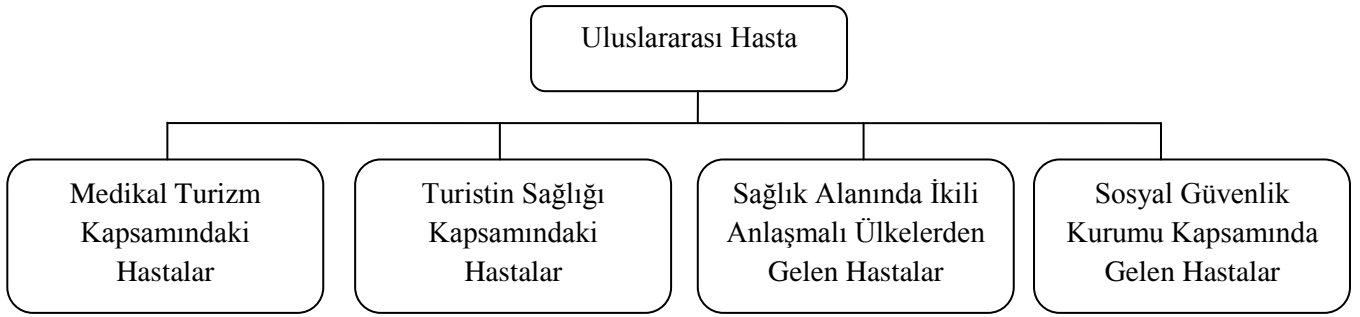 Uluslararası Hasta
Medikal Turizm
Kapsamındaki
Hastalar
Turistin Sağlığı
Kapsamındaki
Hastalar
Sağlık Alanında İkili
Anlaşmalı Ülkelerden
Gelen Hastalar
Sosyal Güvenlik
Kurumu Kapsamında
Gelen Hastalar